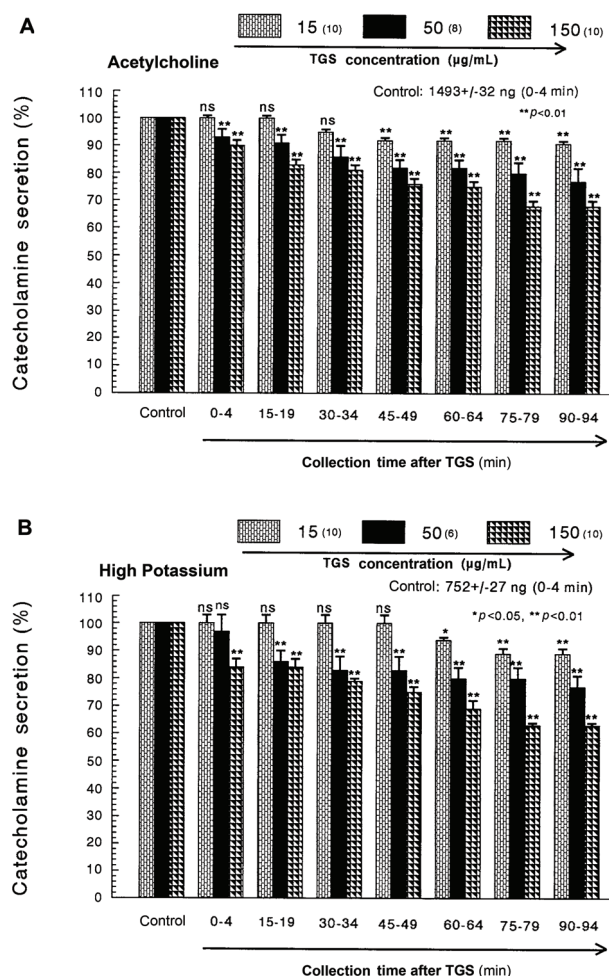 A
15 (10) 50 (8) 150 (10)
TGS concentration (µg/mL)
Acetylcholine
Control: 1493+/-32 ng (0-4 min)
**p<0.01
Catecholamine secretion (%)
110
100
90
80
70
60
50
40
30
20
10
0
ns ** **
ns ** **
ns ** **
** ** **
** ** **
** ** **
** ** **
Control 0-4 15-19 30-34 45-49 60-64 75-79 90-94
Collection time after TGS (min)
B
15 (10) 50 (6) 150 (10)
TGS concentration (µg/mL)
High Potassium
Control: 752+/-27 ng (0-4 min)
*p<0.05, **p<0.01
Catecholamine secretion (%)
110
100
90
80
70
60
50
40
30
20
10
0
ns ns **
ns ** **
ns ** **
ns ** **
* ** **
** ** **
** ** **
Control 0-4 15-19 30-34 45-49 60-64 75-79 90-94
Collection time after TGS (min)